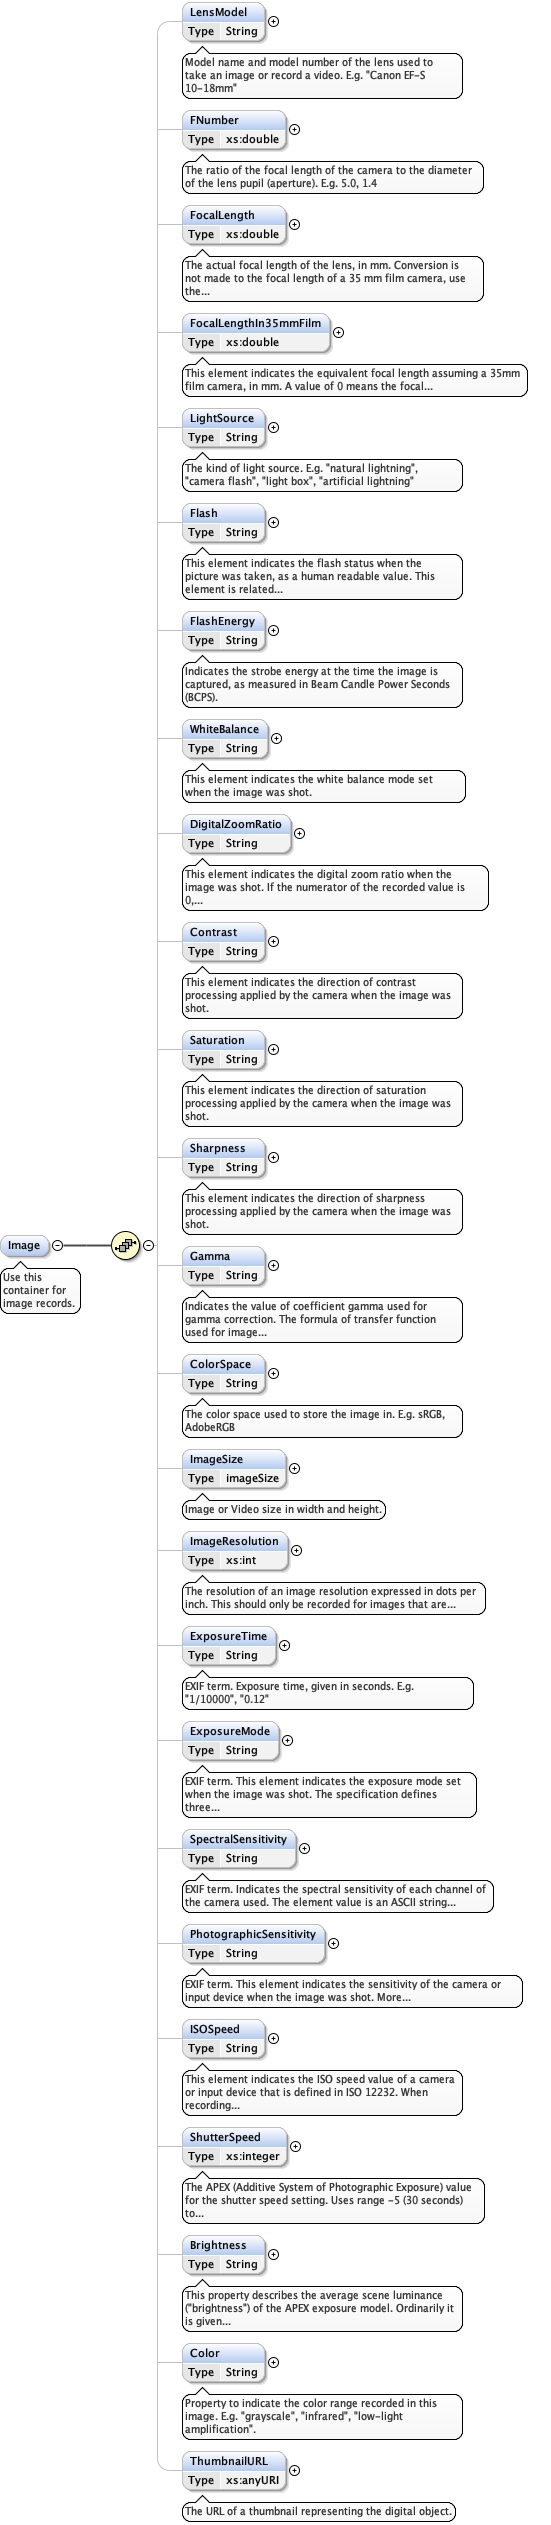 LensModel
Type String
Model name and model number of the lens used to
take an image or record a video. E.g. "Canon EF-S
10-18mm"
FNumber
Type xs:double
The ratio of the focal length of the camera to the diameter
of the lens pupil (aperture). E.g. 5.0, 1.4
FocalLength
Type xs:double
The actual focal length of the lens, in mm. Conversion is
not made to the focal length of a 35 mm film camera, use
the...
FocalLengthIn35mmFilm
Type xs:double
This element indicates the equivalent focal length assuming a 35mm
film camera, in mm. A value of 0 means the focal...
LightSource
Type String
The kind of light source. E.g. "natural lightning",
"camera flash", "light box", "artificial lightning"
Flash
Type String
This element indicates the flash status when the
picture was taken, as a human readable value. This
element is related...
FlashEnergy
Type String
Indicates the strobe energy at the time the image is
captured, as measured in Beam Candle Power Seconds
(BCPS).
WhiteBalance
Type String
This element indicates the white balance mode set
when the image was shot.
DigitalZoomRatio
Type String
This element indicates the digital zoom ratio when the
image was shot. If the numerator of the recorded value is
0,...
Contrast
Type String
This element indicates the direction of contrast
processing applied by the camera when the image was
shot.
Saturation
Type String
This element indicates the direction of saturation
processing applied by the camera when the image was
shot.
Sharpness
Type String
This element indicates the direction of sharpness
processing applied by the camera when the image was
shot.
Image
Use this
container for
image records.
Gamma
Type String
Indicates the value of coefficient gamma used for
gamma correction. The formula of transfer function
used for image...
ColorSpace
Type String
The color space used to store the image in. E.g. sRGB,
AdobeRGB
ImageSize
Type imageSize
Image or Video size in width and height.
ImageResolution
Type xs:int
The resolution of an image resolution expressed in dots per
inch. This should only be recorded for images that are...
ExposureTime
Type String
EXIF term. Exposure time, given in seconds. E.g.
"1/10000", "0.12"
ExposureMode
Type String
EXIF term. This element indicates the exposure mode set
when the image was shot. The specification defines
three...
SpectralSensitivity
Type String
EXIF term. Indicates the spectral sensitivity of each channel of
the camera used. The element value is an ASCII string...
PhotographicSensitivity
Type String
EXIF term. This element indicates the sensitivity of the camera or
input device when the image was shot. More...
ISOSpeed
Type String
This element indicates the ISO speed value of a camera
or input device that is defined in ISO 12232. When
recording...
ShutterSpeed
Type xs:integer
The APEX (Additive System of Photographic Exposure) value
for the shutter speed setting. Uses range -5 (30 seconds)
to...
Brightness
Type String
This property describes the average scene luminance
("brightness") of the APEX exposure model. Ordinarily it
is given...
Color
Type String
Property to indicate the color range recorded in this
image. E.g. "grayscale", "infrared", "low-light
amplification".
ThumbnailURL
Type xs:anyURI
The URL of a thumbnail representing the digital object.